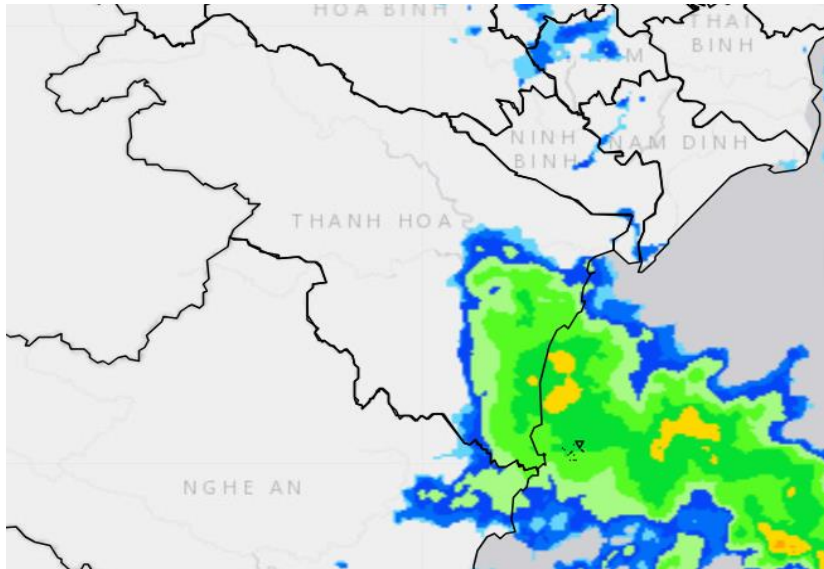 HOA BINH
THAI
BINH
M
NINH
BINH
NAM DINH
THANH HOA
NGHE AN